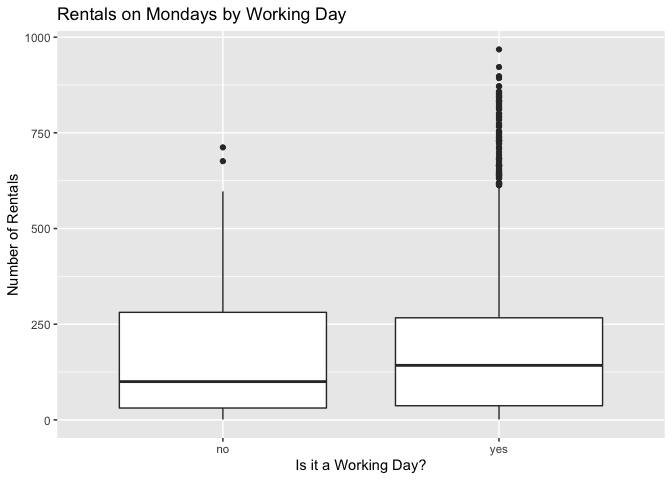 Rentals on Mondays by Working Day
1000
750
500
250
0
Number of Rentals
no
yes
Is it a Working Day?